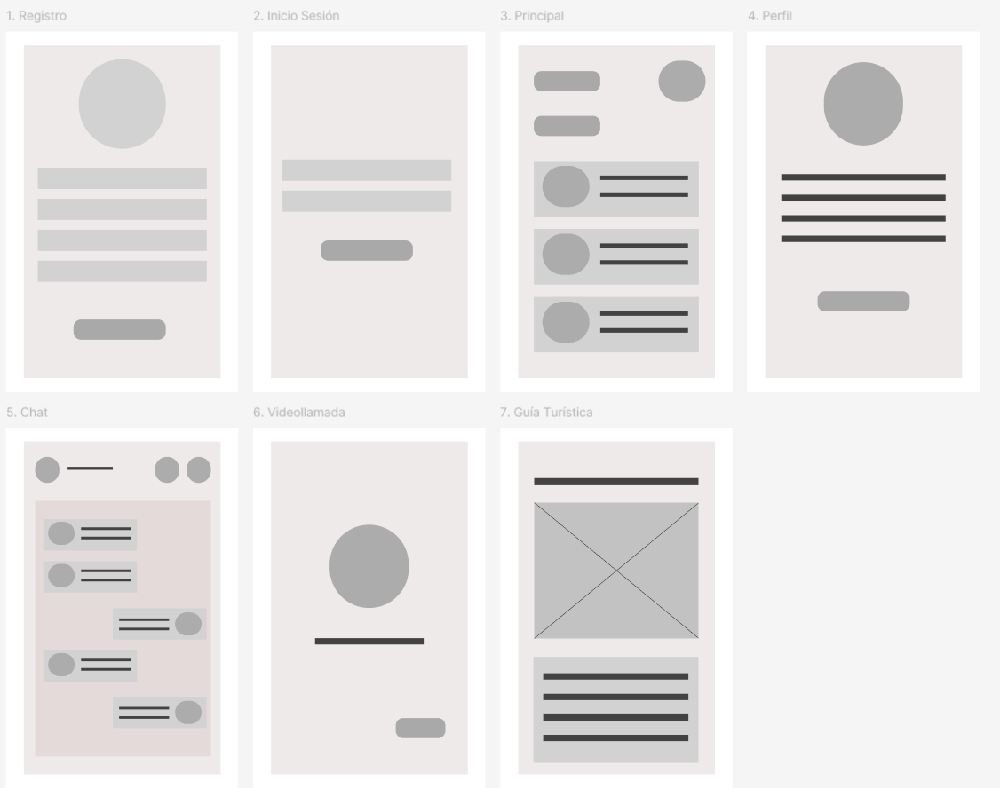 1. Registro
2. Inicio Sesión
3. Principal
4. Perfil
5. Chat
6. Videollamada
7. Guía Turística